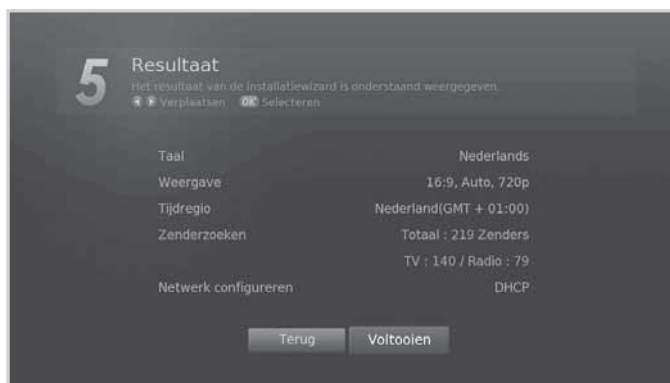 5 Resultaat
Het resultaat van de installatiewizard is onderstaand weergegeven.
Verplaatsen OK Selecteren
Taal Nederlands
Weergave 16:9, Auto, 720p
Tijdregio Nederland(GMT + 01:00)
Zenderzoeken Totaal : 219 Zenders
TV : 140 / Radio : 79
Netwerk configureren DHCP
Terug Voltooien